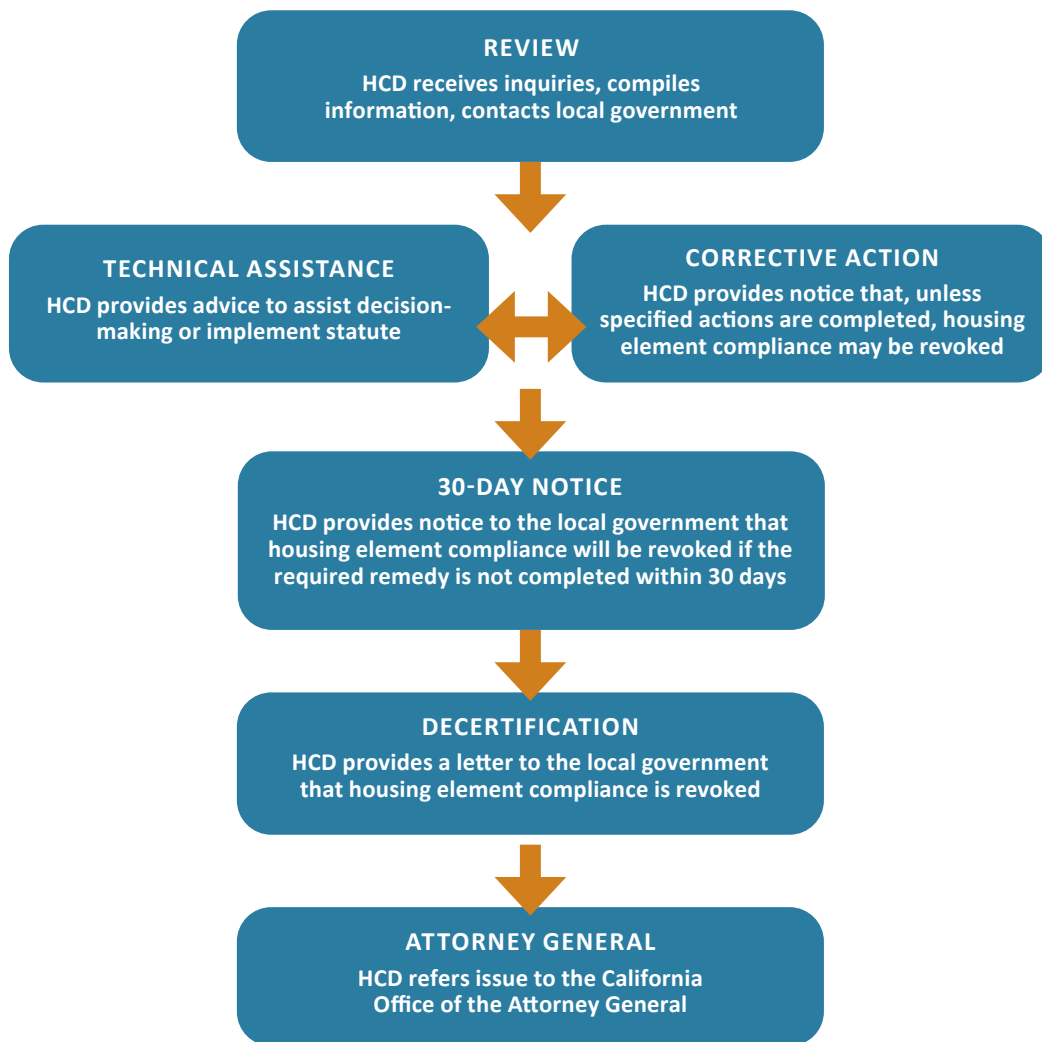 REVIEW
HCD receives inquiries, compiles
information, contacts local government
TECHNICAL ASSISTANCE
HCD provides advice to assist decision-
making or implement statute
CORRECTIVE ACTION
HCD provides notice that, unless
specified actions are completed, housing
element compliance may be revoked
30-DAY NOTICE
HCD provides notice to the local government that
housing element compliance will be revoked if the
required remedy is not completed within 30 days
DECERTIFICATION
HCD provides a letter to the local government
that housing element compliance is revoked
ATTORNEY GENERAL
HCD refers issue to the California
Office of the Attorney General